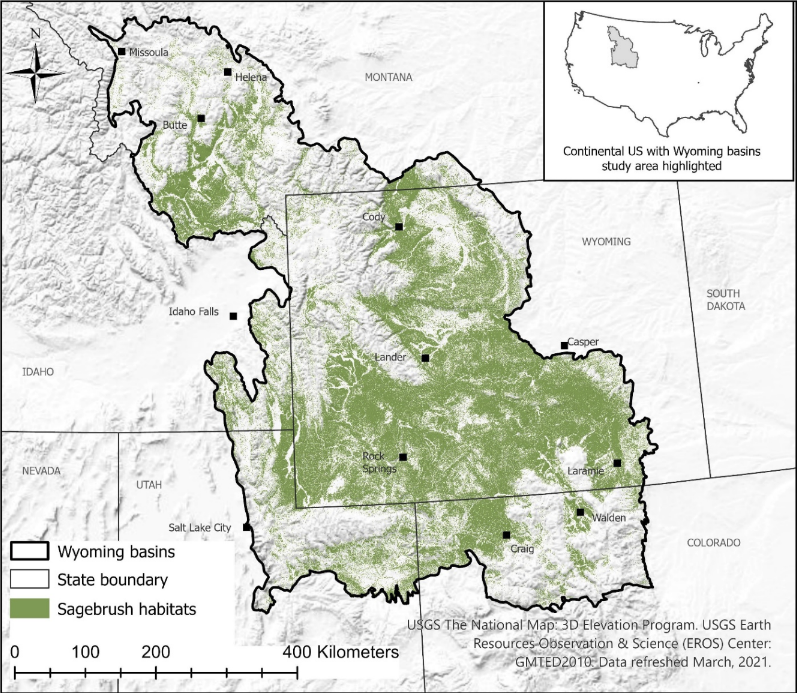 N
Missoula
Helena
MONTANA
Butte
Continental US with Wyoming basins
study area highlighted
Cody
WYOMING
SOUTH
DAKOTA
Idaho Falls
Casper
Lander
IDAHO
Rock
Springs
Laramie
NEVADA
UTAH
Salt Lake City
Walden
COLORADO
Craig
Wyoming basins
State boundary
Sagebrush habitats
USGS The National Map: 3D Elevation Program. USGS Earth
Resources Observation & Science (EROS) Center:
GMTED2010. Data refreshed March, 2021.
0 100 200 400 Kilometers